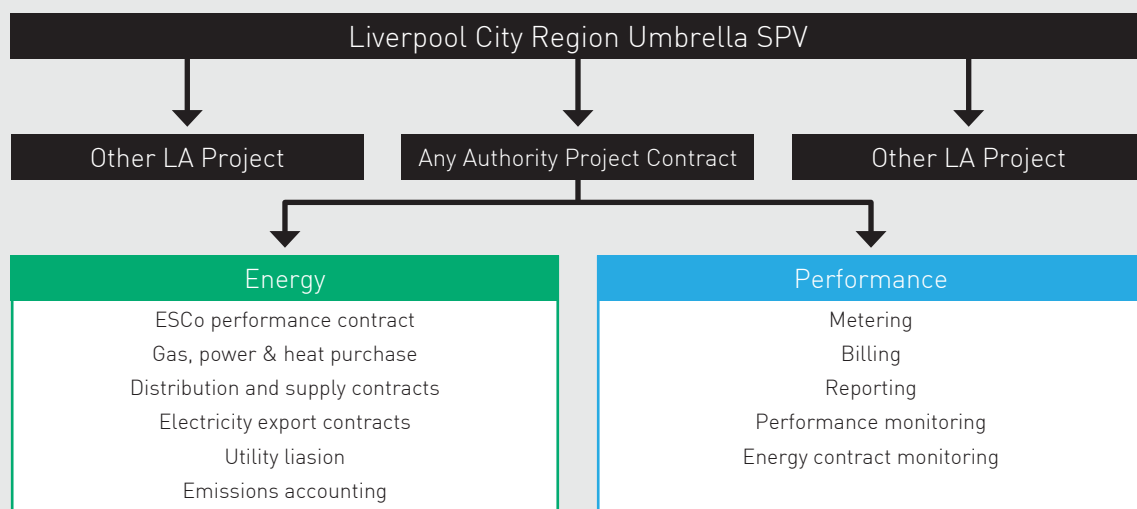 Liverpool City Region Umbrella SPV
Other LA Project
Any Authority Project Contract
Other LA Project
Energy
ESCo performance contract
Gas, power & heat purchase
Distribution and supply contracts
Electricity export contracts
Utility liasion
Emissions accounting
Performance
Metering
Billing
Reporting
Performance monitoring
Energy contract monitoring